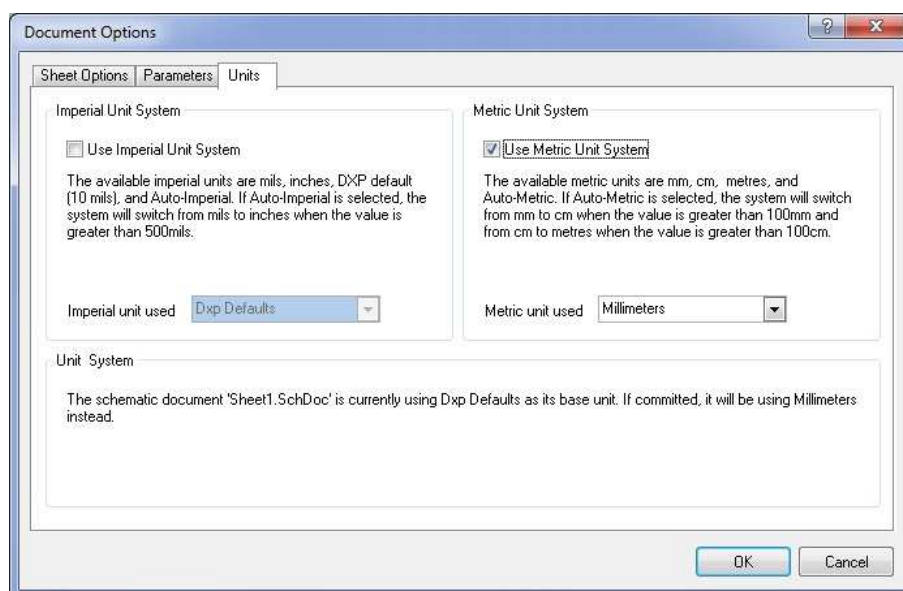 Document Options
Sheet Options Parameters Units
Imperial Unit System
Use Imperial Unit System
The available imperial units are mils, inches, DXP default
(10 mils), and Auto-Imperial. If Auto-Imperial is selected, the
system will switch from mils to inches when the value is
greater than 500mils.
Imperial unit used Dxp Defaults
Metric Unit System
Use Metric Unit System
The available metric units are mm, cm, metres, and
Auto-Metric. If Auto-Metric is selected, the system will switch
from mm to cm when the value is greater than 100mm and
from cm to metres when the value is greater than 100cm.
Metric unit used Millimeters
Unit System
The schematic document 'Sheet1.SchDoc' is currently using Dxp Defaults as its base unit. If committed, it will be using Millimeters
instead.
OK Cancel